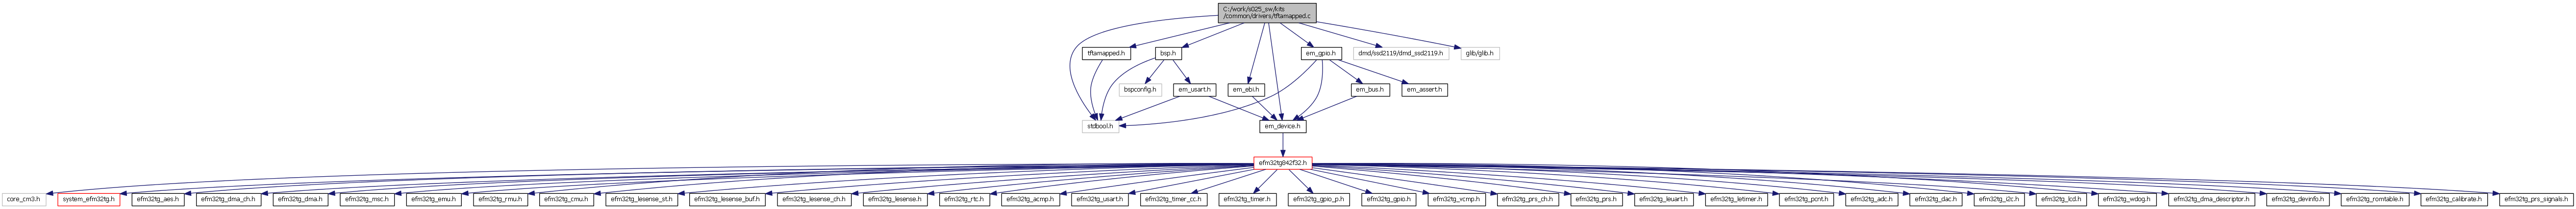 C:/work/s025_sw/kits
/common/drivers/tftamapped.c
tftamapped.h
bsp.h
em_gpio.h
dmd/ssd2119/dmd_ssd2119.h
glib/glib.h
bspconfig.h
em_usart.h
em_ebi.h
em_bus.h
em_assert.h
stdbool.h
em_device.h
efm32tg842f32.h
core_cm3.h
system_efm32tg.h
efm32tg_aes.h
efm32tg_dma_ch.h
efm32tg_dma.h
efm32tg_msc.h
efm32tg_emu.h
efm32tg_rmu.h
efm32tg_cmu.h
efm32tg_lesense_st.h
efm32tg_lesense_buf.h
efm32tg_lesense_ch.h
efm32tg_lesense.h
efm32tg_rtc.h
efm32tg_acmp.h
efm32tg_usart.h
efm32tg_timer_cc.h
efm32tg_timer.h
efm32tg_gpio_p.h
efm32tg_gpio.h
efm32tg_vcmp.h
efm32tg_prs_ch.h
efm32tg_prs.h
efm32tg_leuart.h
efm32tg_letimer.h
efm32tg_pcnt.h
efm32tg_adc.h
efm32tg_dac.h
efm32tg_i2c.h
efm32tg_lcd.h
efm32tg_wdog.h
efm32tg_dma_descriptor.h
efm32tg_devinfo.h
efm32tg_romtable.h
efm32tg_calibrate.h
efm32tg_prs_signals.h